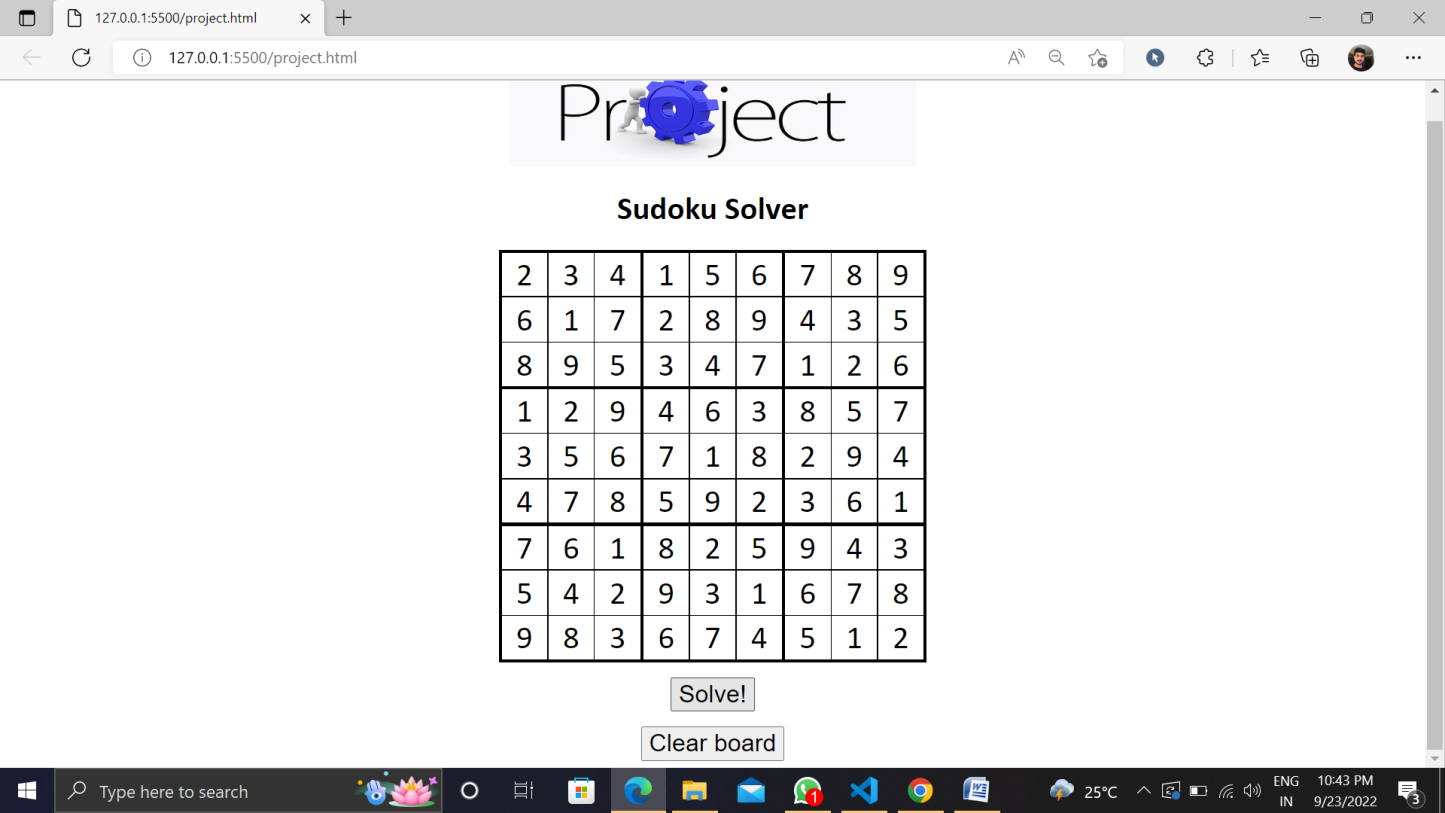 127.0.0.1:5500/project.html
127.0.0.1:5500/project.html
Project
Sudoku Solver
2 3 4 1 5 6 7 8 9
6 1 7 2 8 9 4 3 5
8 9 5 3 4 7 1 2 6
1 2 9 4 6 3 8 5 7
3 5 6 7 1 8 2 9 4
4 7 8 5 9 2 3 6 1
7 6 1 8 2 5 9 4 3
5 4 2 9 3 1 6 7 8
9 8 3 6 7 4 5 1 2
Solve!
Clear board
Type here to search
1
25°C
ENG
IN
10:43 PM
9/23/2022
3